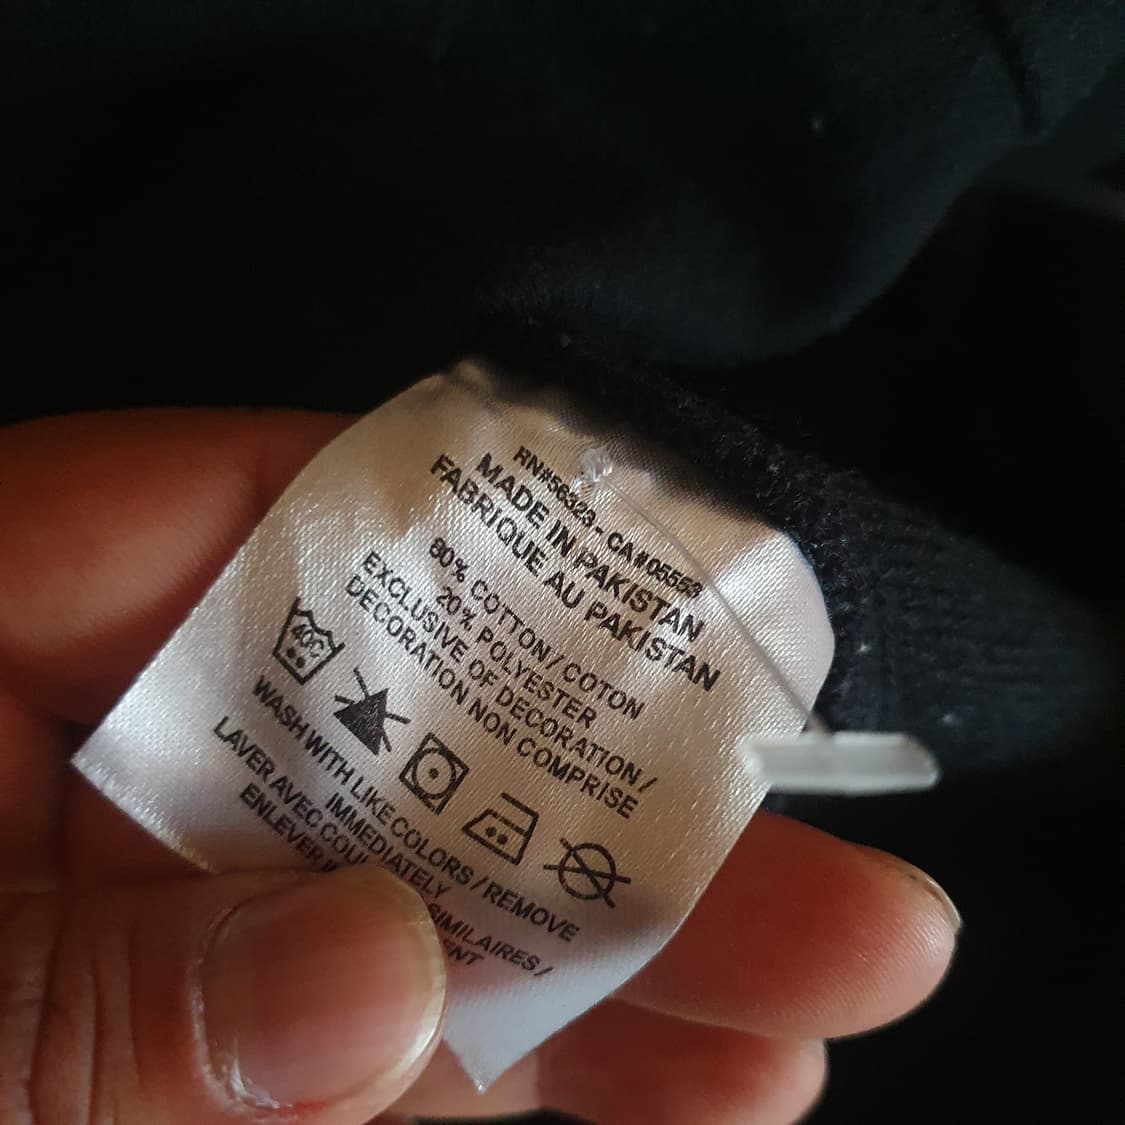 RN#56323 - CA#05553
MADE IN PAKISTAN
FABRIQUE AU PAKISTAN
80% COTTON / COTON
20% POLYESTER
EXCLUSIVE OF DECORATION /
DECORATION NON COMPRISE
40C
WASH WITH LIKE COLORS / REMOVE
IMMEDIATELY
LAVER AVEC SIMILAIRES /
ENLEVER